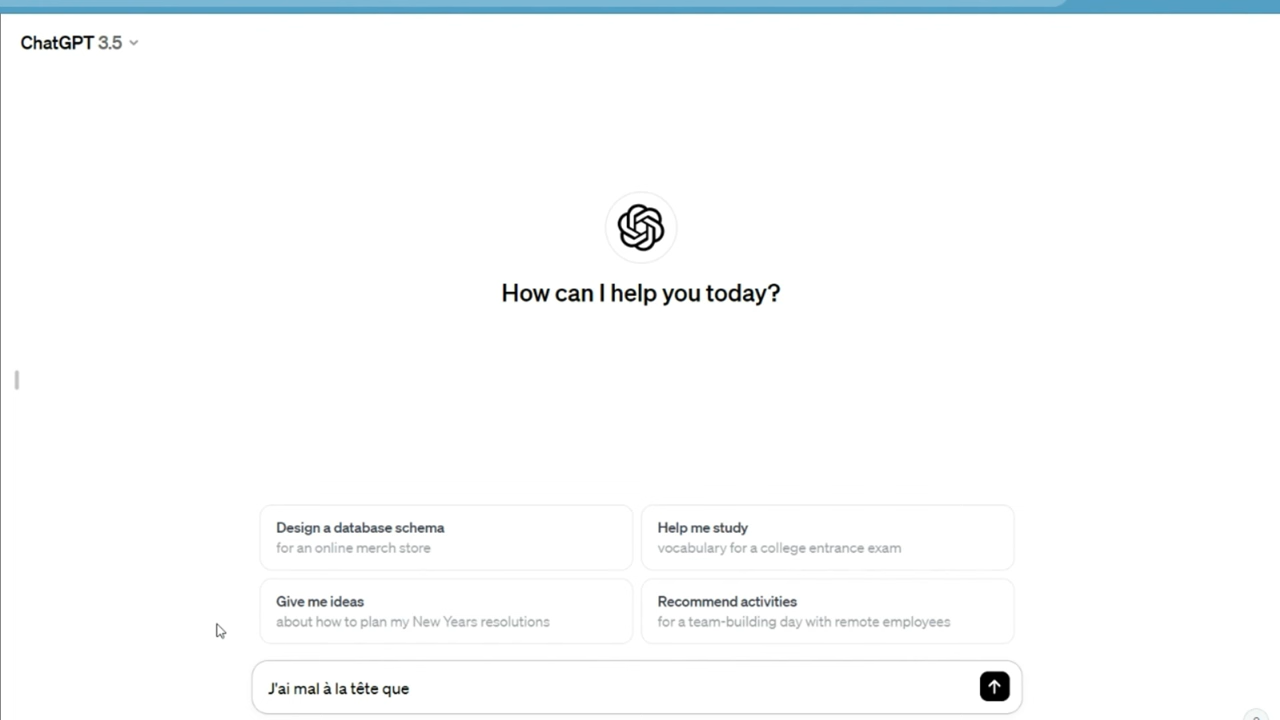 ChatGPT 3.5
How can I help you today?
Design a database schema
for an online merch store
Help me study
vocabulary for a college entrance exam
Give me ideas
about how to plan my New Years resolutions
Recommend activities
for a team-building day with remote employees
J'ai mal à la tête que